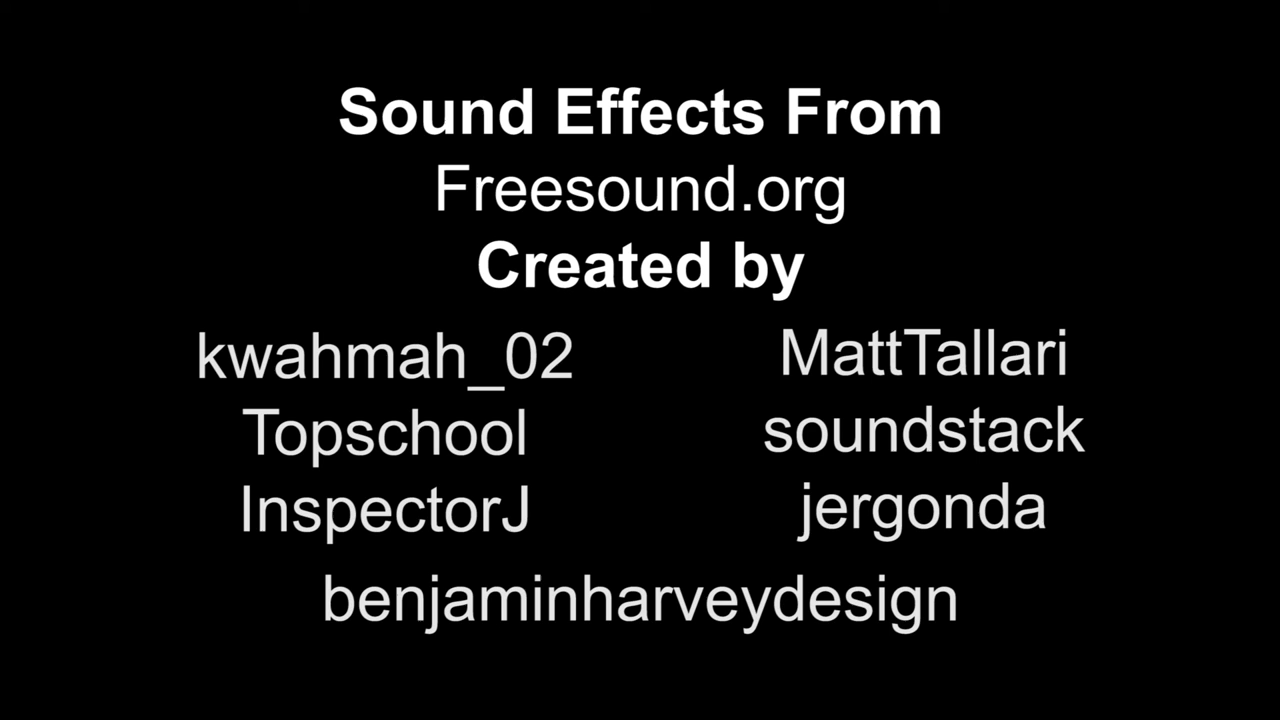 Sound Effects From
Freesound.org
Created by
kwahmah_02
Topschool
InspectorJ
MattTallari
soundstack
jergonda
benjaminharveydesign